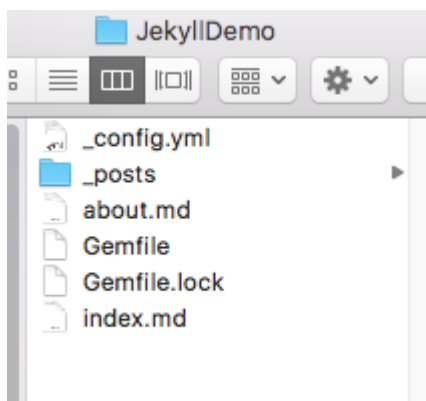 JekyllDemo
_config.yml
_posts
about.md
Gemfile
Gemfile.lock
index.md